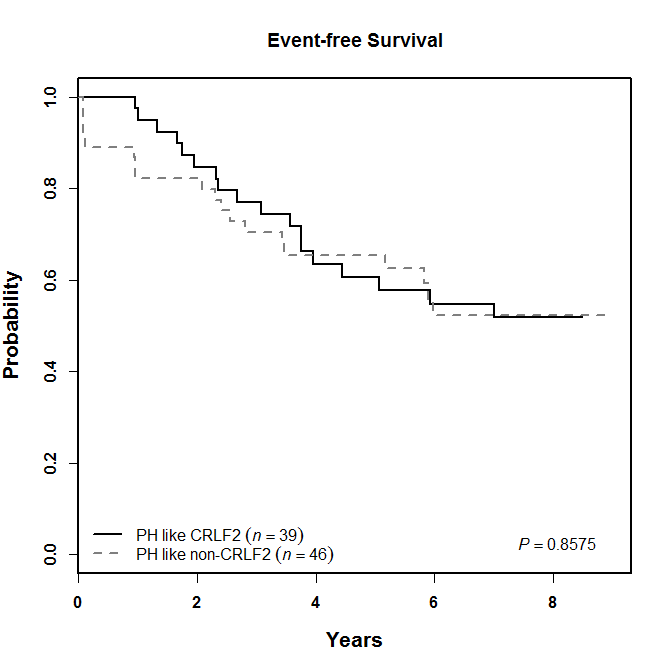 Event-free Survival
Probability
1.0
0.8
0.6
0.4
0.2
0.0
PH like CRLF2 (n = 39)
PH like non-CRLF2 (n = 46)
P = 0.8575
0 2 4 6 8
Years